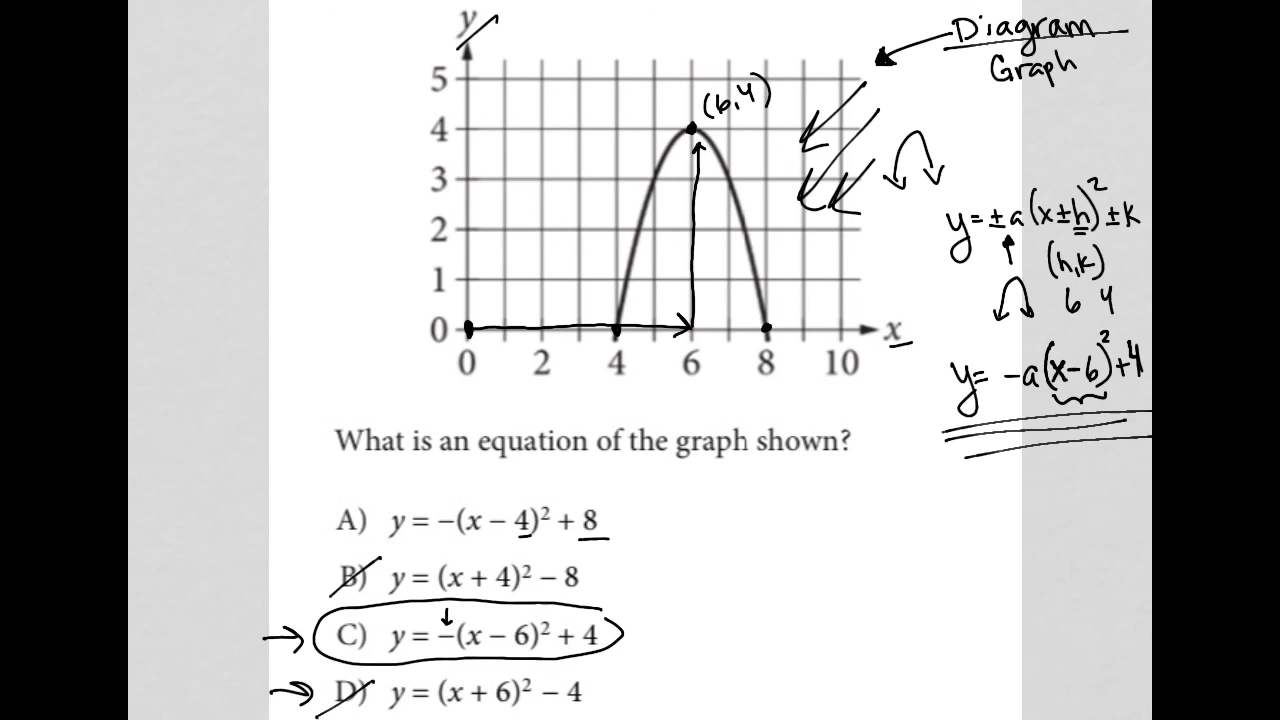 y
Diagram
Graph
5
4
3
2
1
0
(6,4)
0 2 4 6 8 10 x
y = ± a(x ± h)² ± k
(h,k)
6 4
y = -a(x-6)² + 4
What is an equation of the graph shown?
A) y = −(x − 4)² + 8
B) y = (x + 4)² − 8
C) y = −(x − 6)² + 4
D) y = (x + 6)² − 4